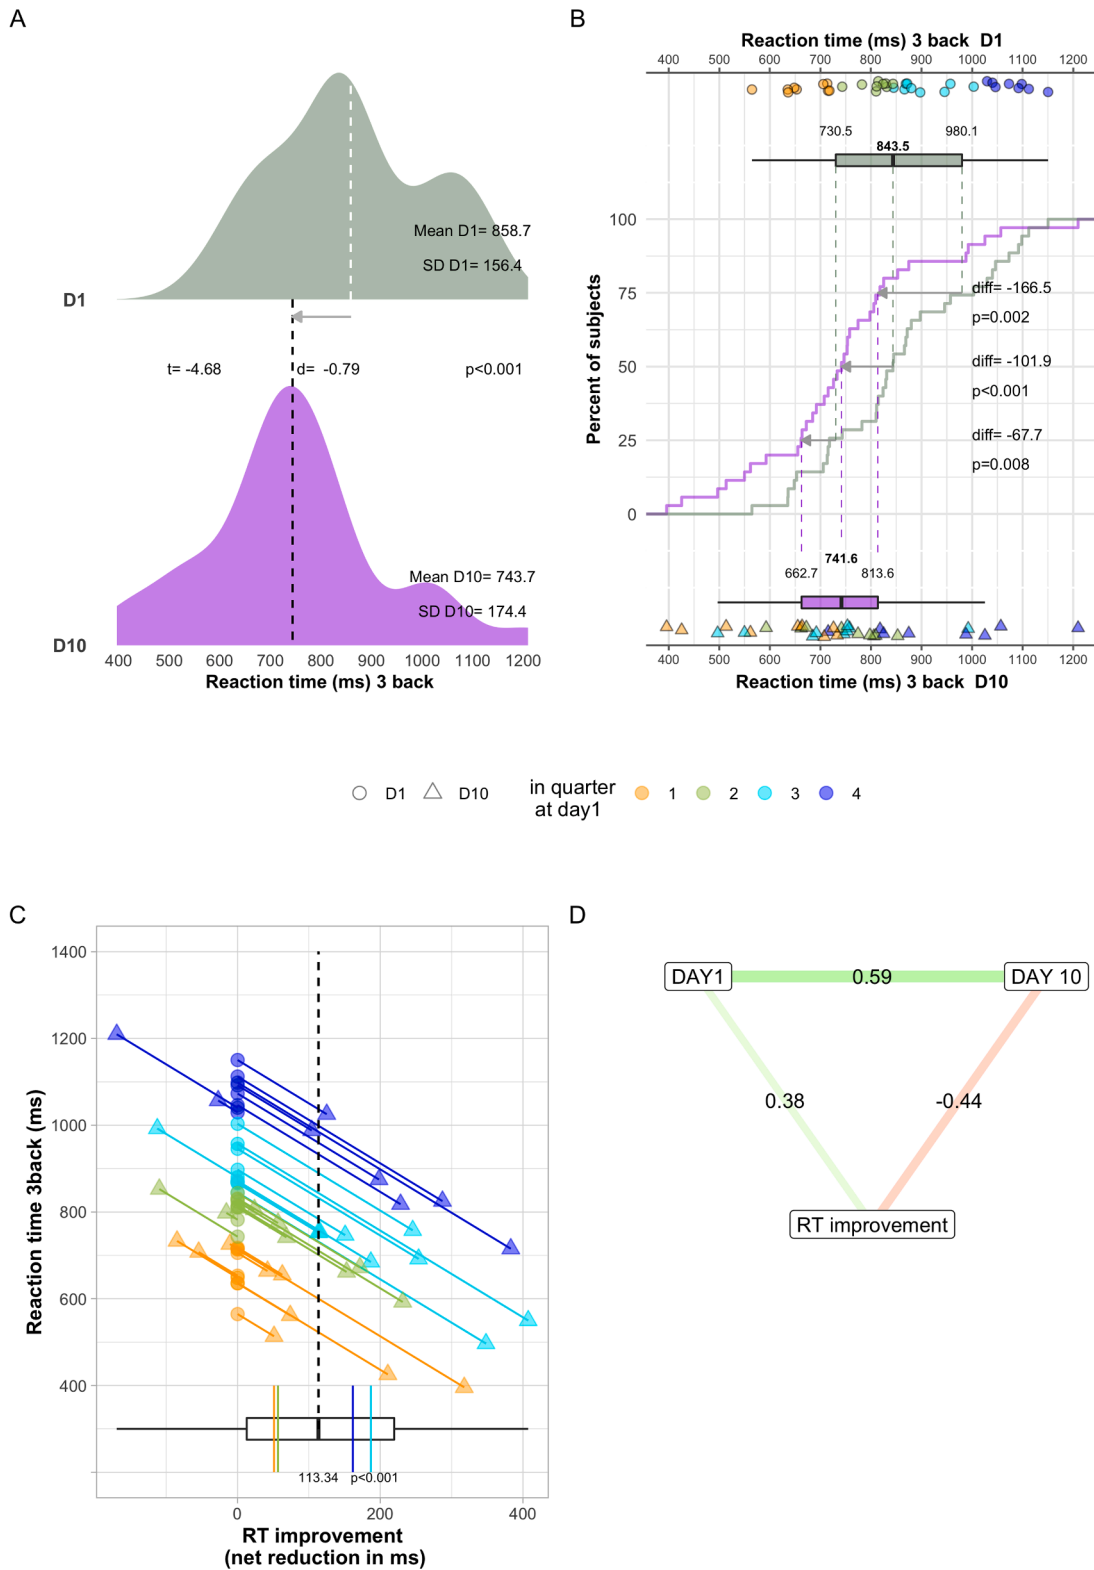 A
Mean D1= 858.7
SD D1= 156.4
D1
t= -4.68 d= -0.79 p<0.001
Mean D10= 743.7
SD D10= 174.4
D10
400 500 600 700 800 900 1000 1100 1200
Reaction time (ms) 3 back
B
Reaction time (ms) 3 back D1
400 500 600 700 800 900 1000 1100 1200
730.5 980.1
843.5
100
75
50
25
0
Percent of subjects
diff= -166.5
p=0.002
diff= -101.9
p<0.001
diff= -67.7
p=0.008
741.6
662.7 813.6
400 500 600 700 800 900 1000 1100 1200
Reaction time (ms) 3 back D10
D1 D10 in quarter
at day1 1 2 3 4
C
1400
1200
1000
800
600
400
Reaction time 3back (ms)
113.34 p<0.001
0 200 400
RT improvement
(net reduction in ms)
D
DAY1 0.59 DAY 10
0.38 -0.44
RT improvement